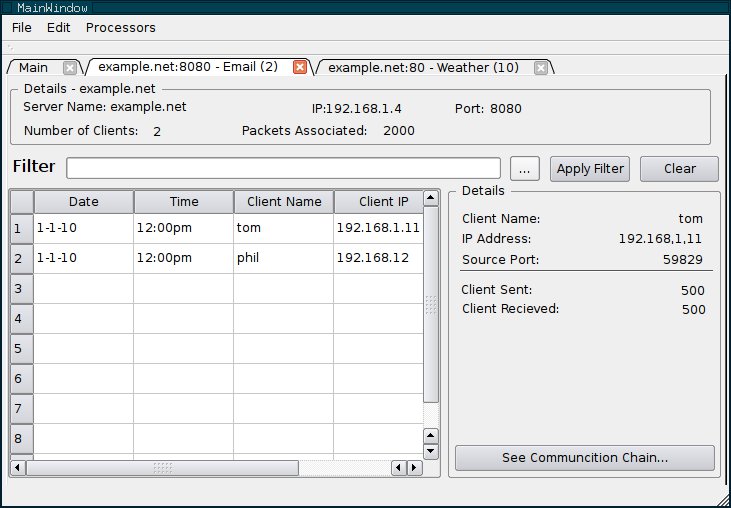 MainWindow
File Edit Processors
Main example.net:8080 - Email (2) example.net:80 - Weather (10)
Details - example.net
Server Name: example.net IP:192.168.1.4 Port: 8080
Number of Clients: 2 Packets Associated: 2000
Filter ... Apply Filter Clear
Date Time Client Name Client IP
1 1-1-10 12:00pm tom 192.168.1.11
2 1-1-10 12:00pm phil 192.168.12
3
4
5
6
7
8
Details
Client Name: tom
IP Address: 192.168,1,11
Source Port: 59829
Client Sent: 500
Client Recieved: 500
See Communcition Chain...